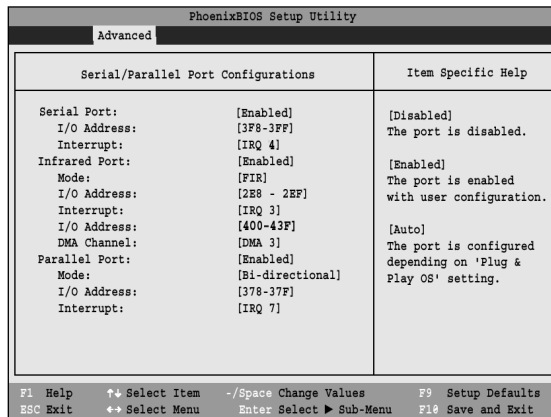 PhoenixBIOS Setup Utility
Advanced
Serial/Parallel Port Configurations
Serial Port: [Enabled]
I/O Address: [3F8-3FF]
Interrupt: [IRQ 4]
Infrared Port: [Enabled]
Mode: [FIR]
I/O Address: [2E8 - 2EF]
Interrupt: [IRQ 3]
I/O Address: [400-43F]
DMA Channel: [DMA 3]
Parallel Port: [Enabled]
Mode: [Bi-directional]
I/O Address: [378-37F]
Interrupt: [IRQ 7]
Item Specific Help
[Disabled]
The port is disabled.
[Enabled]
The port is enabled
with user configuration.
[Auto]
The port is configured
depending on 'Plug &
Play OS' setting.
F1 Help ↑↓ Select Item -/Space Change Values F9 Setup Defaults
ESC Exit ←→ Select Menu Enter Select ▶ Sub-Menu F10 Save and Exit